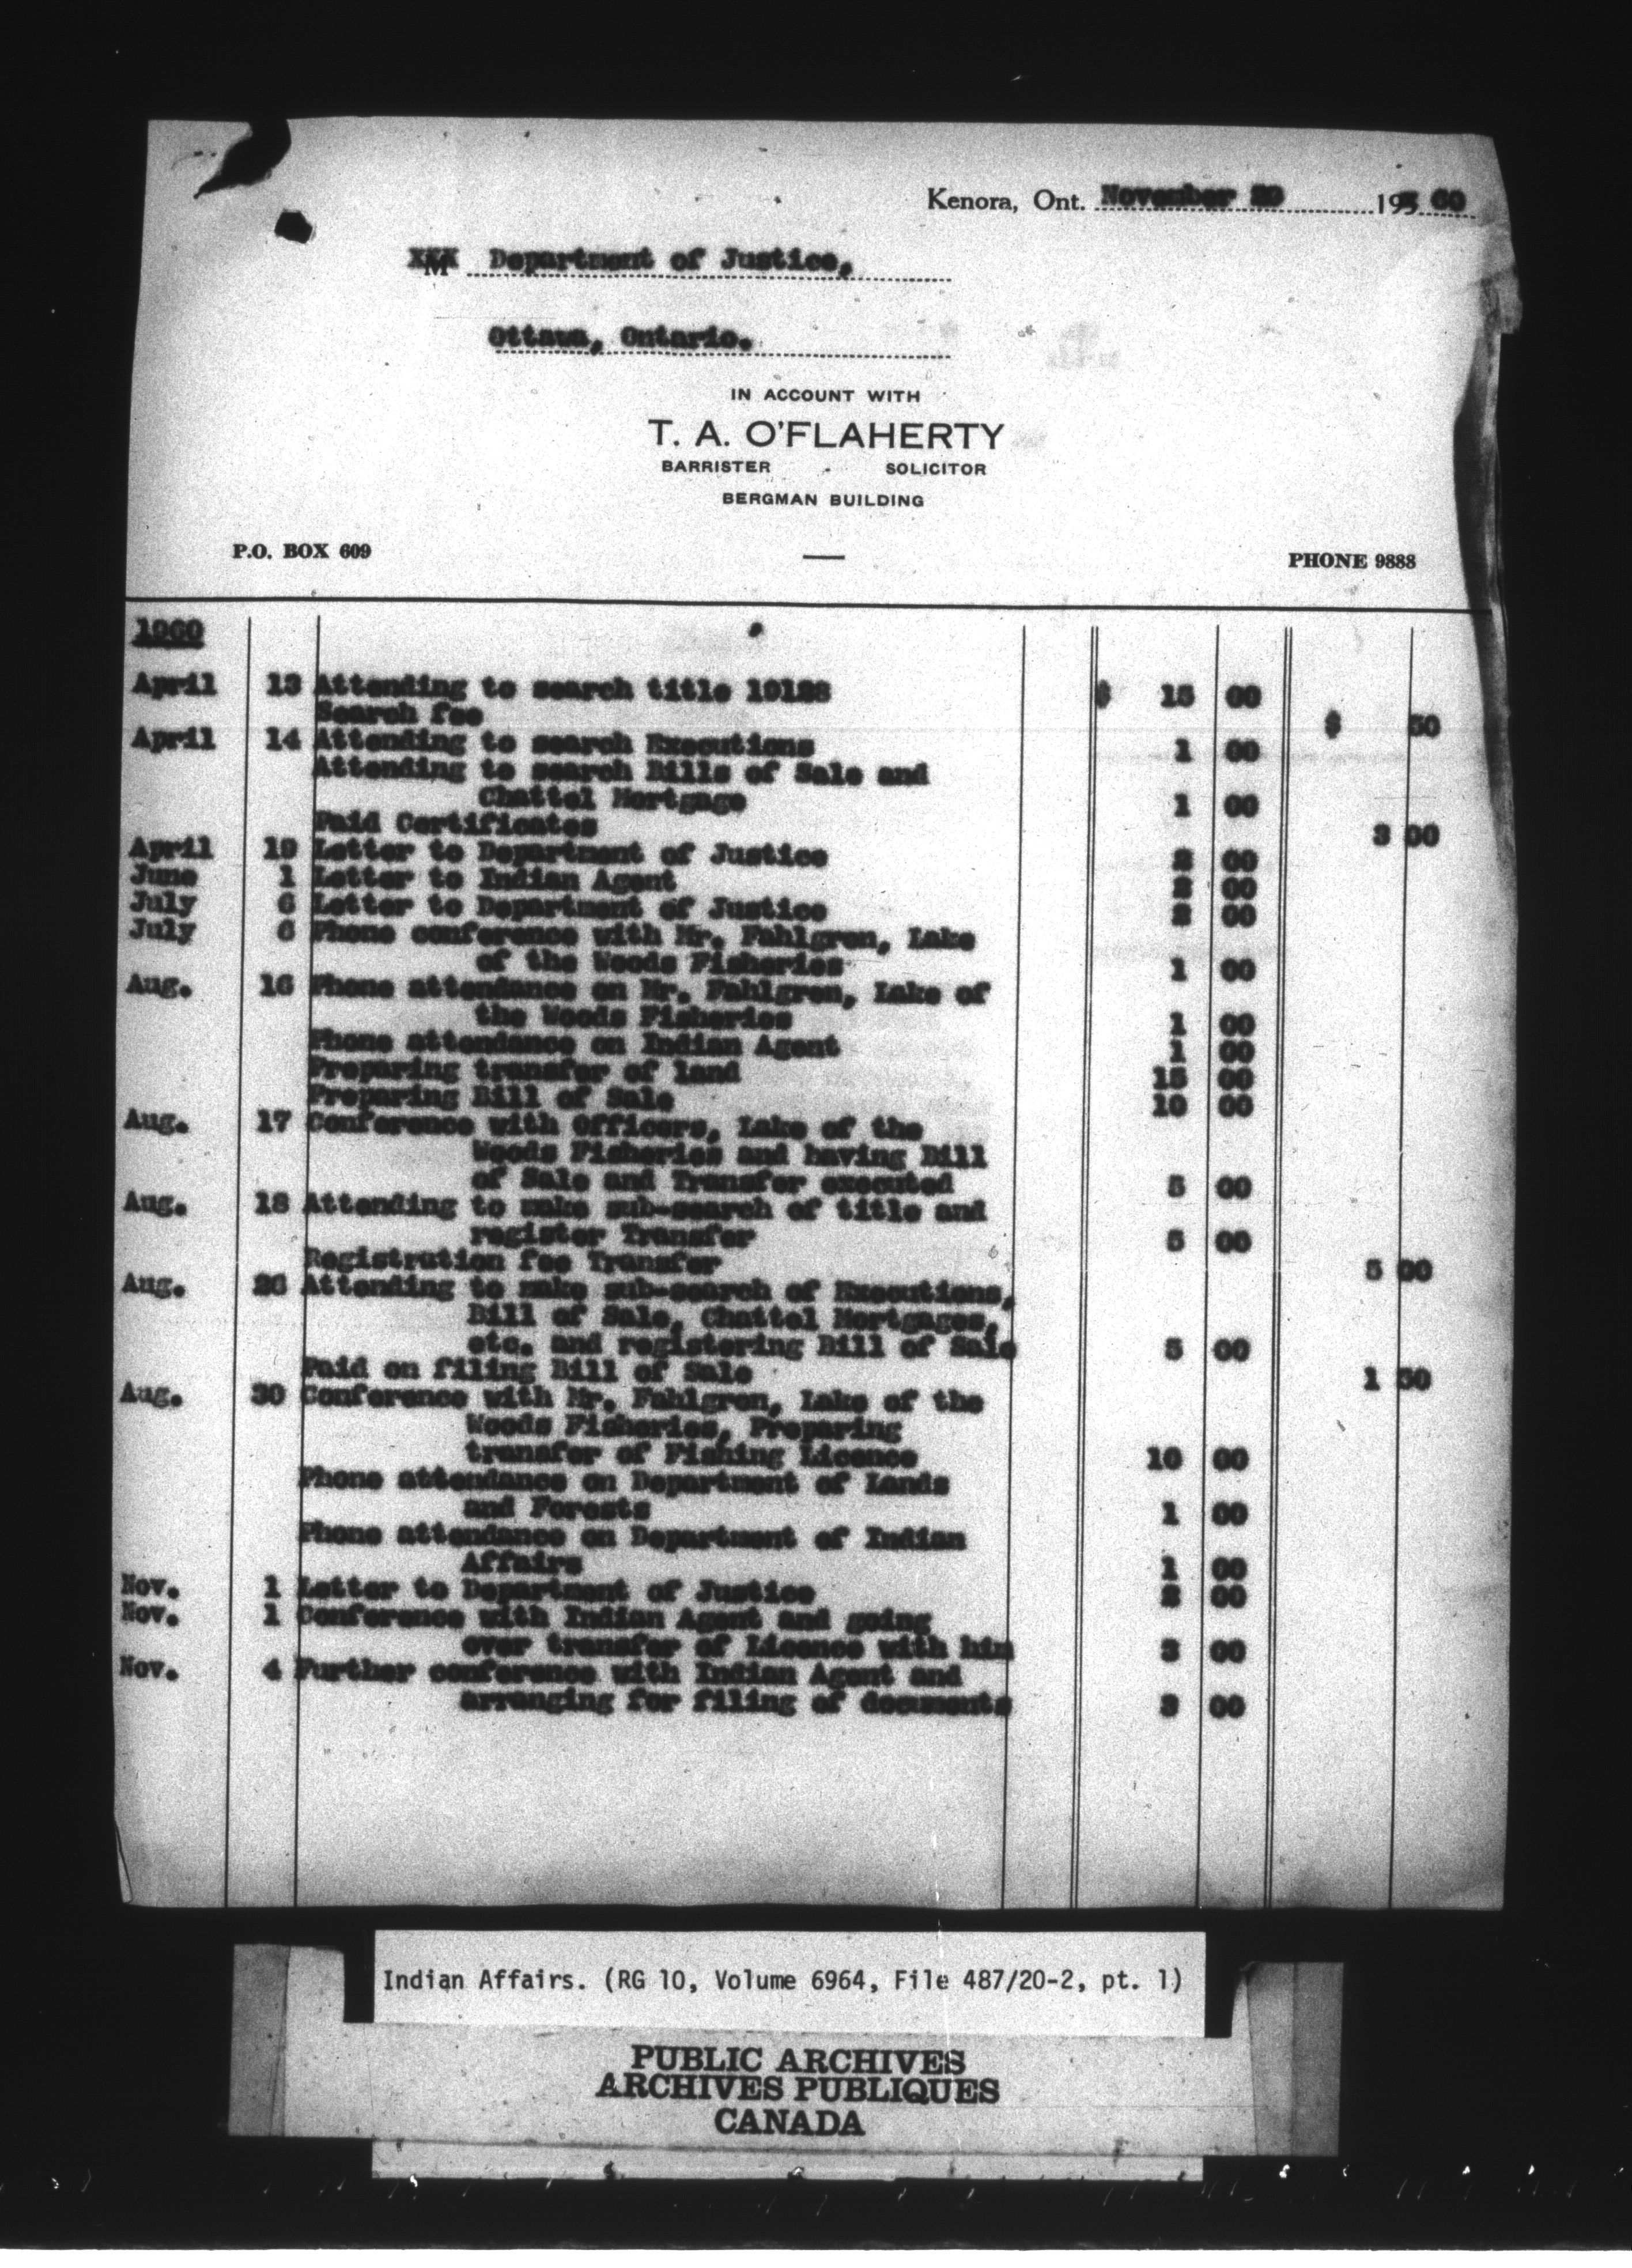 Kenora, Ont. November 29 195 60
XXX M Department of Justice,
Ottawa, Ontario.
IN ACCOUNT WITH
T. A. O'FLAHERTY
BARRISTER - SOLICITOR
BERGMAN BUILDING
P.O. BOX 609 PHONE 9888
1960
April 13 Attending to search title 19128 $ 15 00
Search fee $ 50
April 14 Attending to search Executions 1 00
Attending to search Bills of Sale and
Chattel Mortgage 1 00
Paid Certificates 3 00
April 19 Letter to Department of Justice 2 00
June 1 Letter to Indian Agent 2 00
July 6 Letter to Department of Justice 2 00
July 6 Phone conference with Mr. Fahlgren, Lake
of the Woods Fisheries 1 00
Aug. 16 Phone attendance on Mr. Fahlgren, Lake of
the Woods Fisheries 1 00
Phone attendance on Indian Agent 1 00
Preparing transfer of land 15 00
Preparing Bill of Sale 10 00
Aug. 17 Conference with Officers, Lake of the
Woods Fisheries and having Bill
of Sale and Transfer executed 5 00
Aug. 18 Attending to make sub-search of title and
register Transfer 5 00
Registration fee Transfer 5 00
Aug. 26 Attending to make sub-search of Executions,
Bill of Sale, Chattel Mortgages,
etc. and registering Bill of Sale 5 00
Paid on filing Bill of Sale 1 50
Aug. 30 Conference with Mr. Fahlgren, Lake of the
Woods Fisheries, Preparing
transfer of Fishing Licence 10 00
Phone attendance on Department of Lands
and Forests 1 00
Phone attendance on Department of Indian
Affairs 1 00
Nov. 1 Letter to Department of Justice 2 00
Nov. 1 Conference with Indian Agent and going
over transfer of Licence with him 3 00
Nov. 4 Further conference with Indian Agent and
arranging for filing of documents 3 00
Indian Affairs. (RG 10, Volume 6964, File 487/20-2, pt. 1)
PUBLIC ARCHIVES
ARCHIVES PUBLIQUES
CANADA